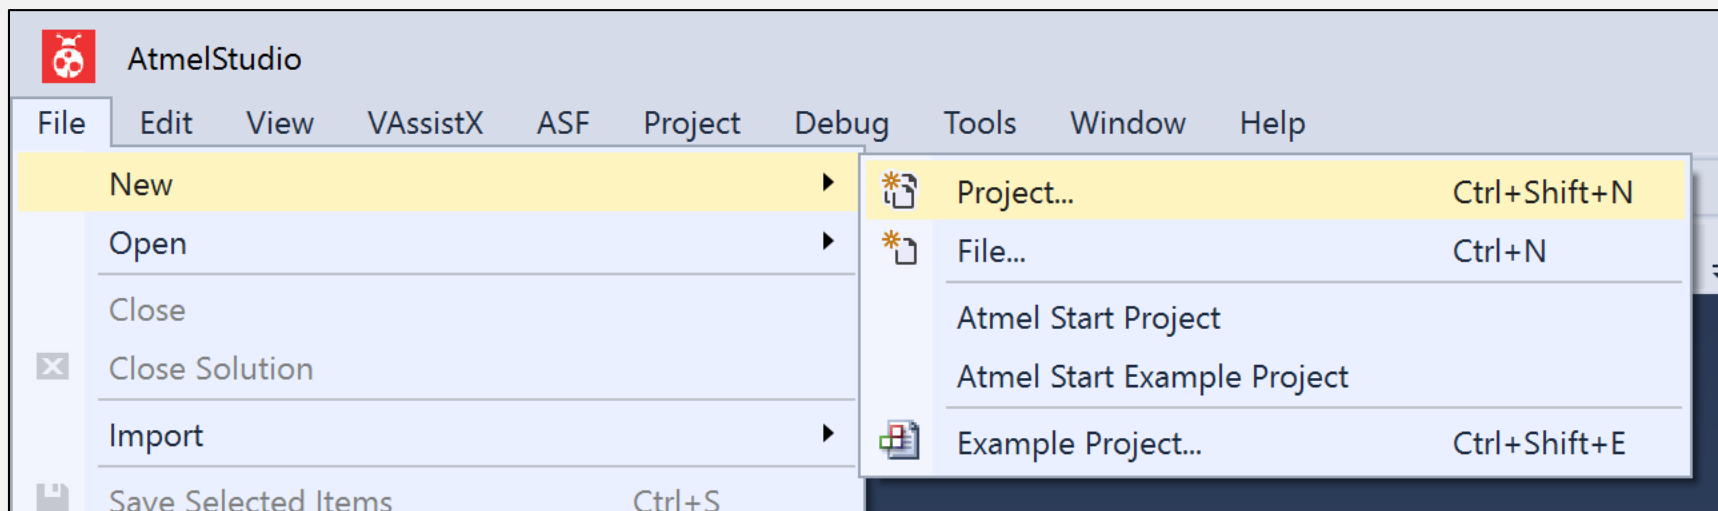 AtmelStudio
File Edit View VAssistX ASF Project Debug Tools Window Help
New
Open
Close
Close Solution
Import
Save Selected Items Ctrl+S
Project... Ctrl+Shift+N
File... Ctrl+N
Atmel Start Project
Atmel Start Example Project
Example Project... Ctrl+Shift+E